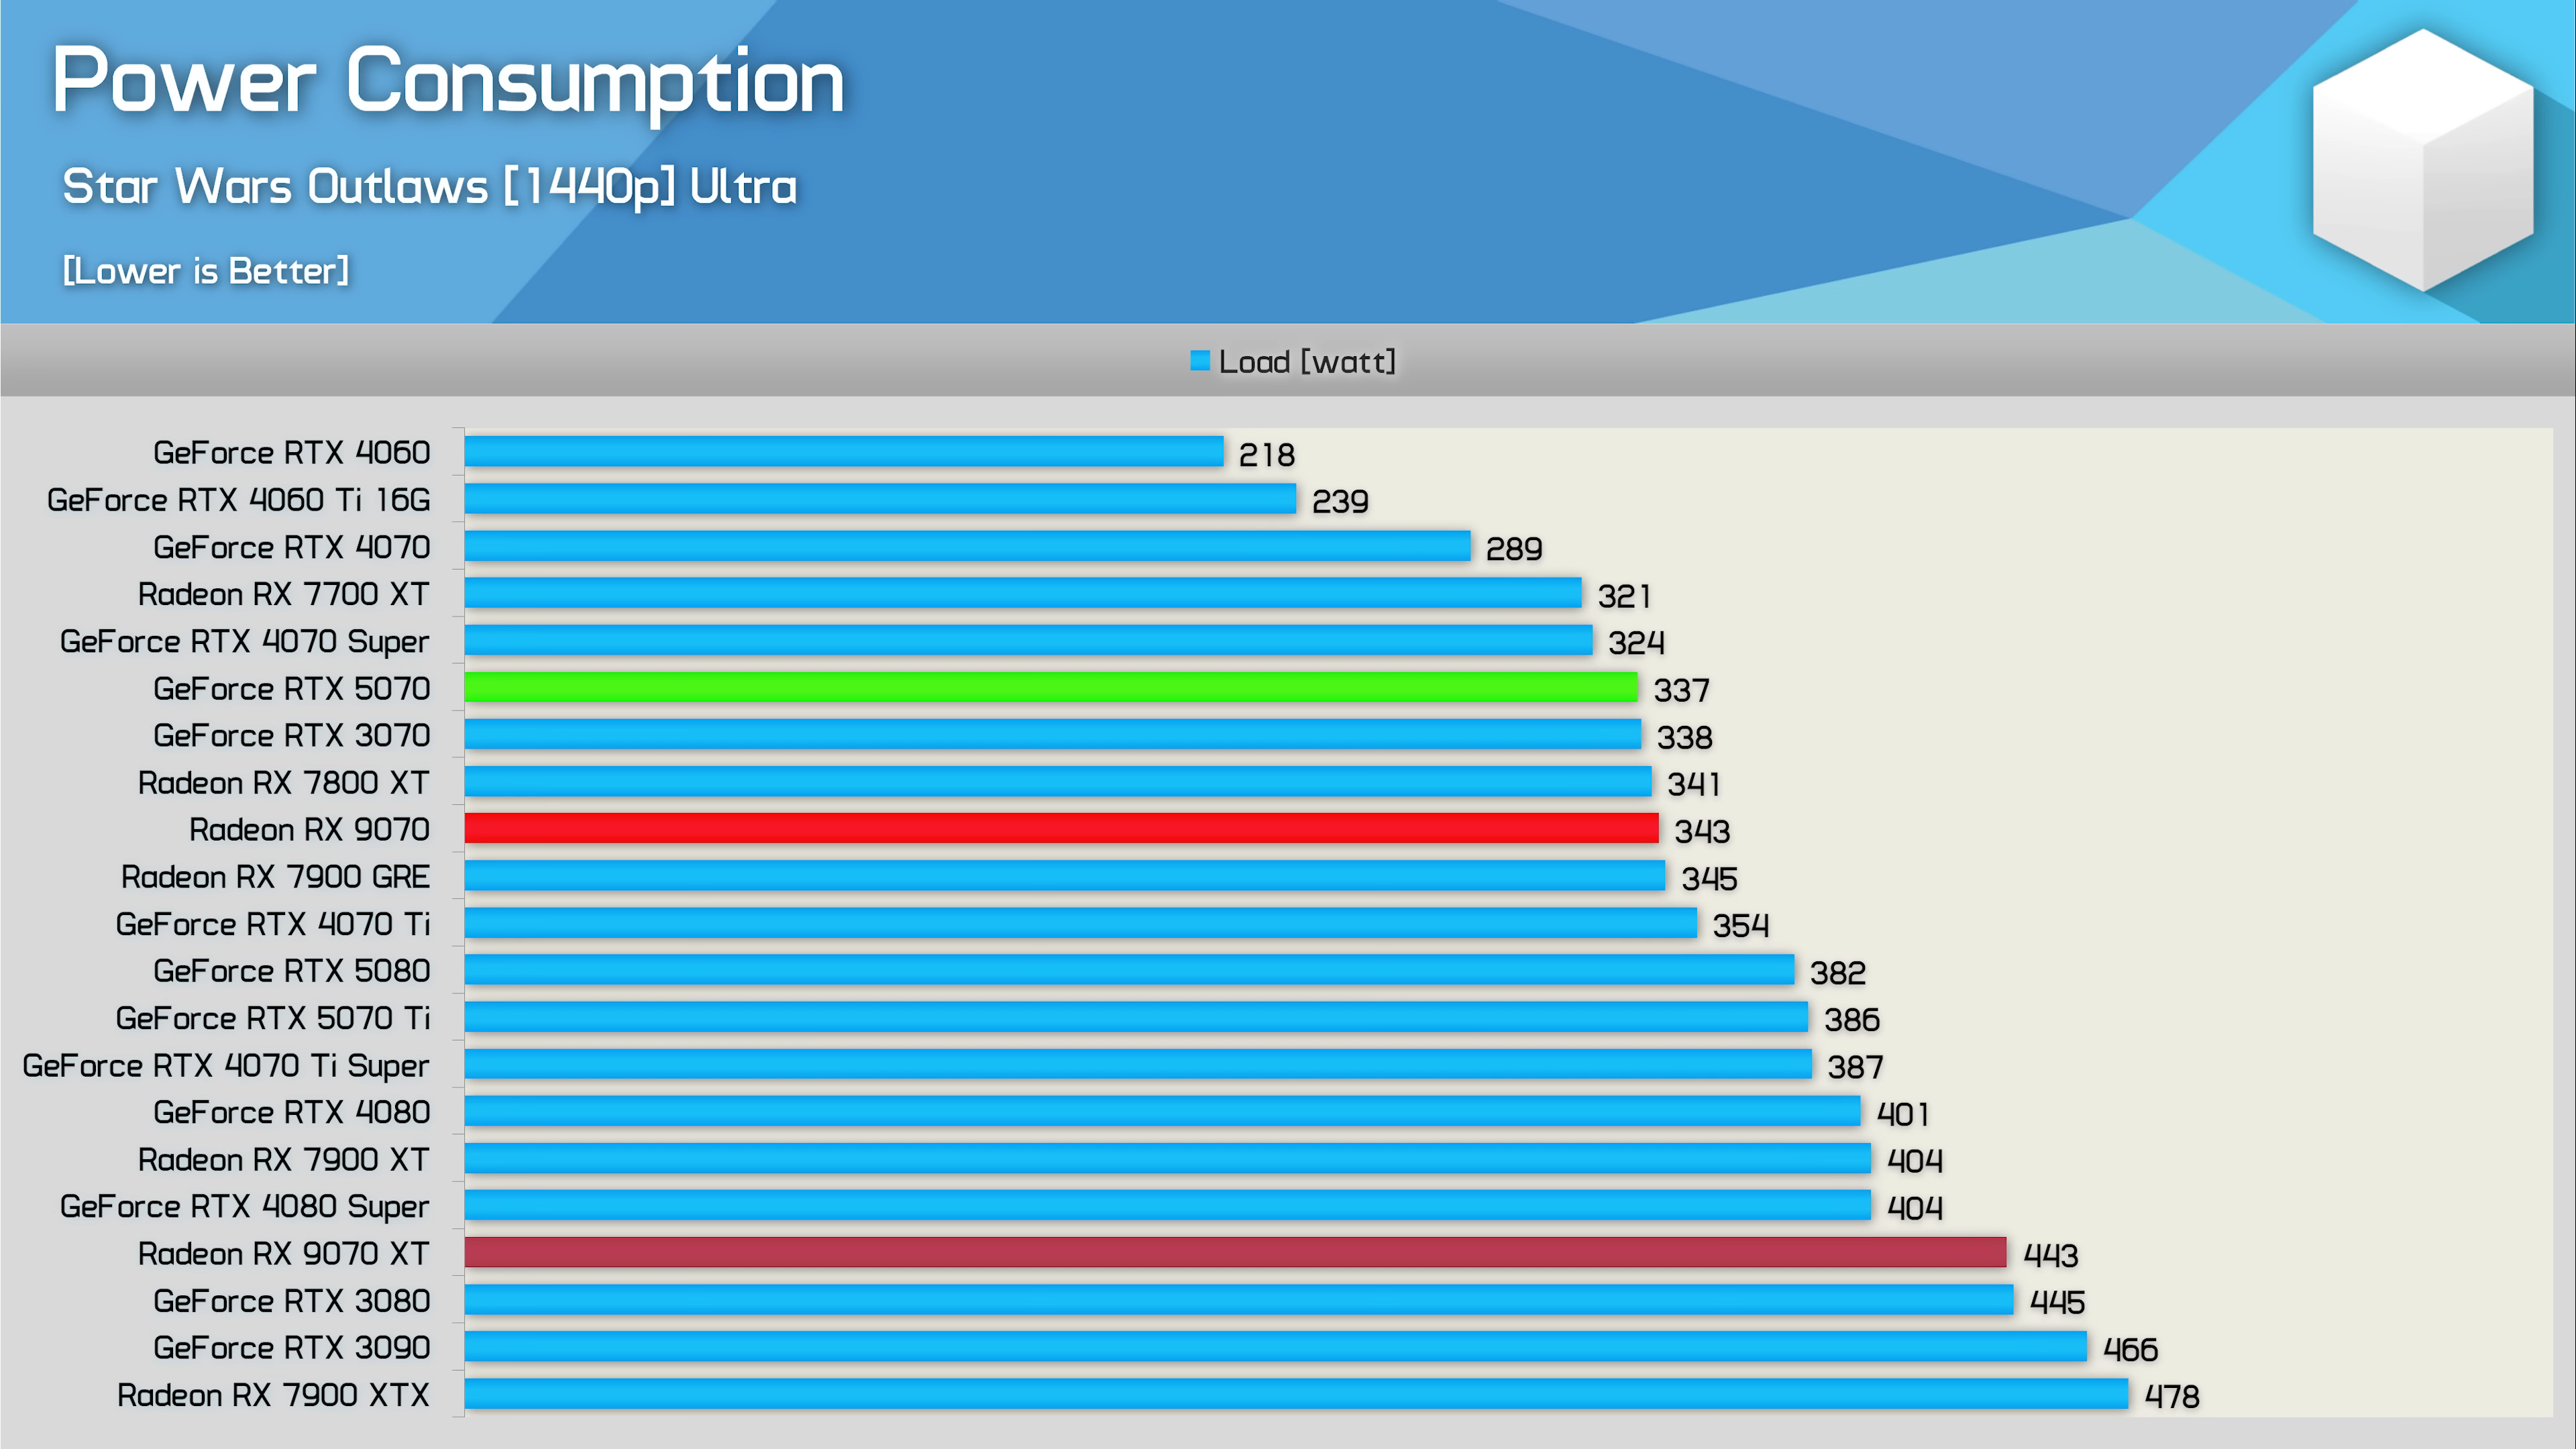 Power Consumption
Star Wars Outlaws [1440p] Ultra
[Lower is Better]
Load [watt]
GeForce RTX 4060 218
GeForce RTX 4060 Ti 16G 239
GeForce RTX 4070 289
Radeon RX 7700 XT 321
GeForce RTX 4070 Super 324
GeForce RTX 5070 337
GeForce RTX 3070 338
Radeon RX 7800 XT 341
Radeon RX 9070 343
Radeon RX 7900 GRE 345
GeForce RTX 4070 Ti 354
GeForce RTX 5080 382
GeForce RTX 5070 Ti 386
GeForce RTX 4070 Ti Super 387
GeForce RTX 4080 401
Radeon RX 7900 XT 404
GeForce RTX 4080 Super 404
Radeon RX 9070 XT 443
GeForce RTX 3080 445
GeForce RTX 3090 466
Radeon RX 7900 XTX 478